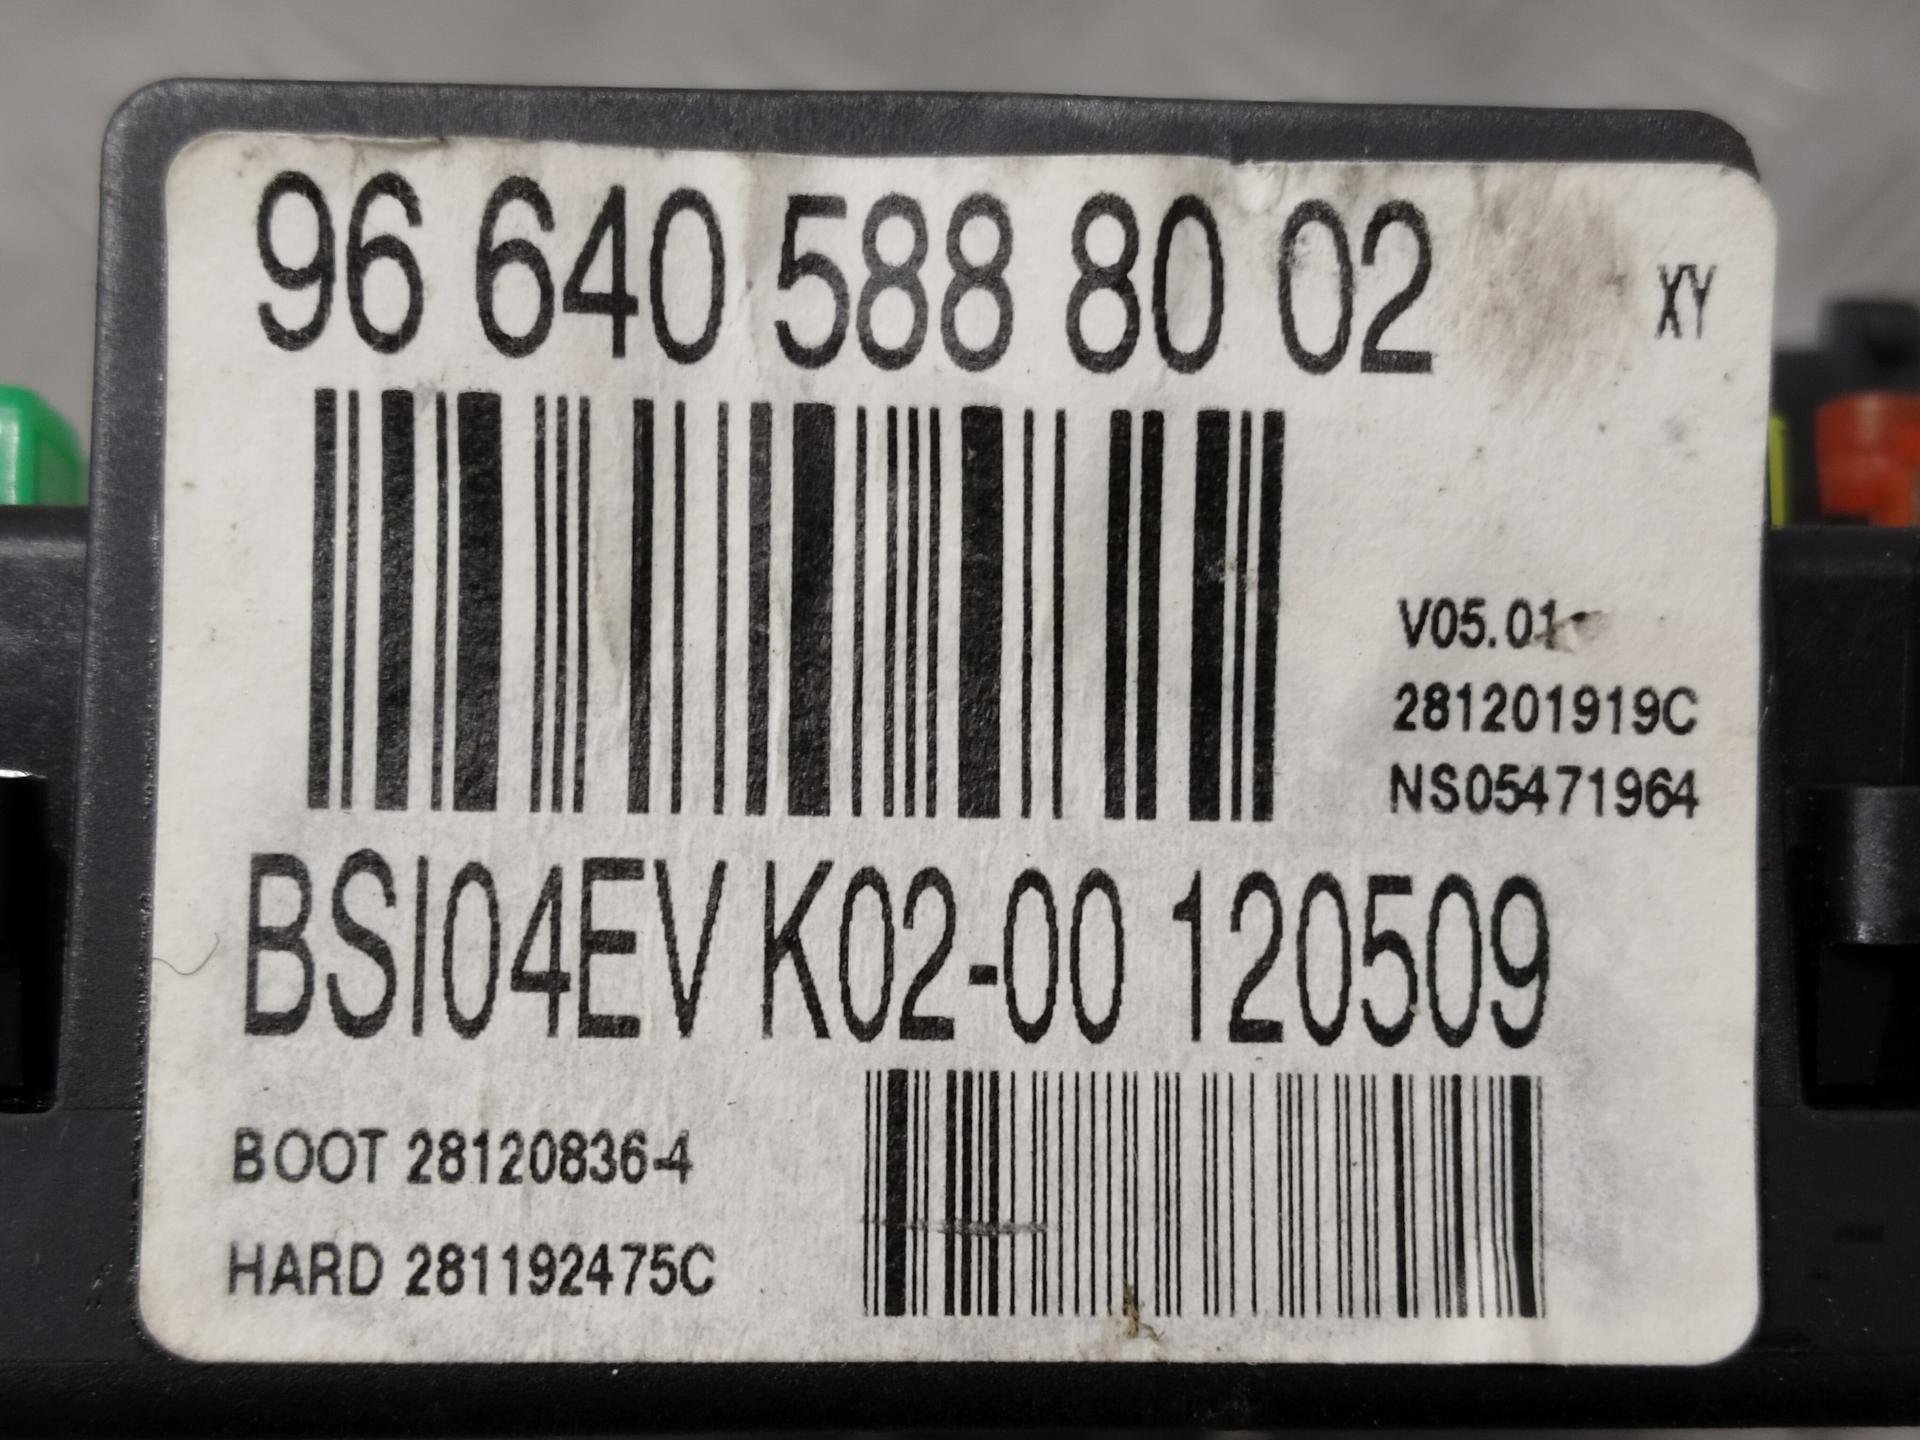 96 640 588 80 02
XY
V05.01
281201919C
NS05471964
BSI04EV K02-00 120509
BOOT 28120836-4
HARD 281192475C